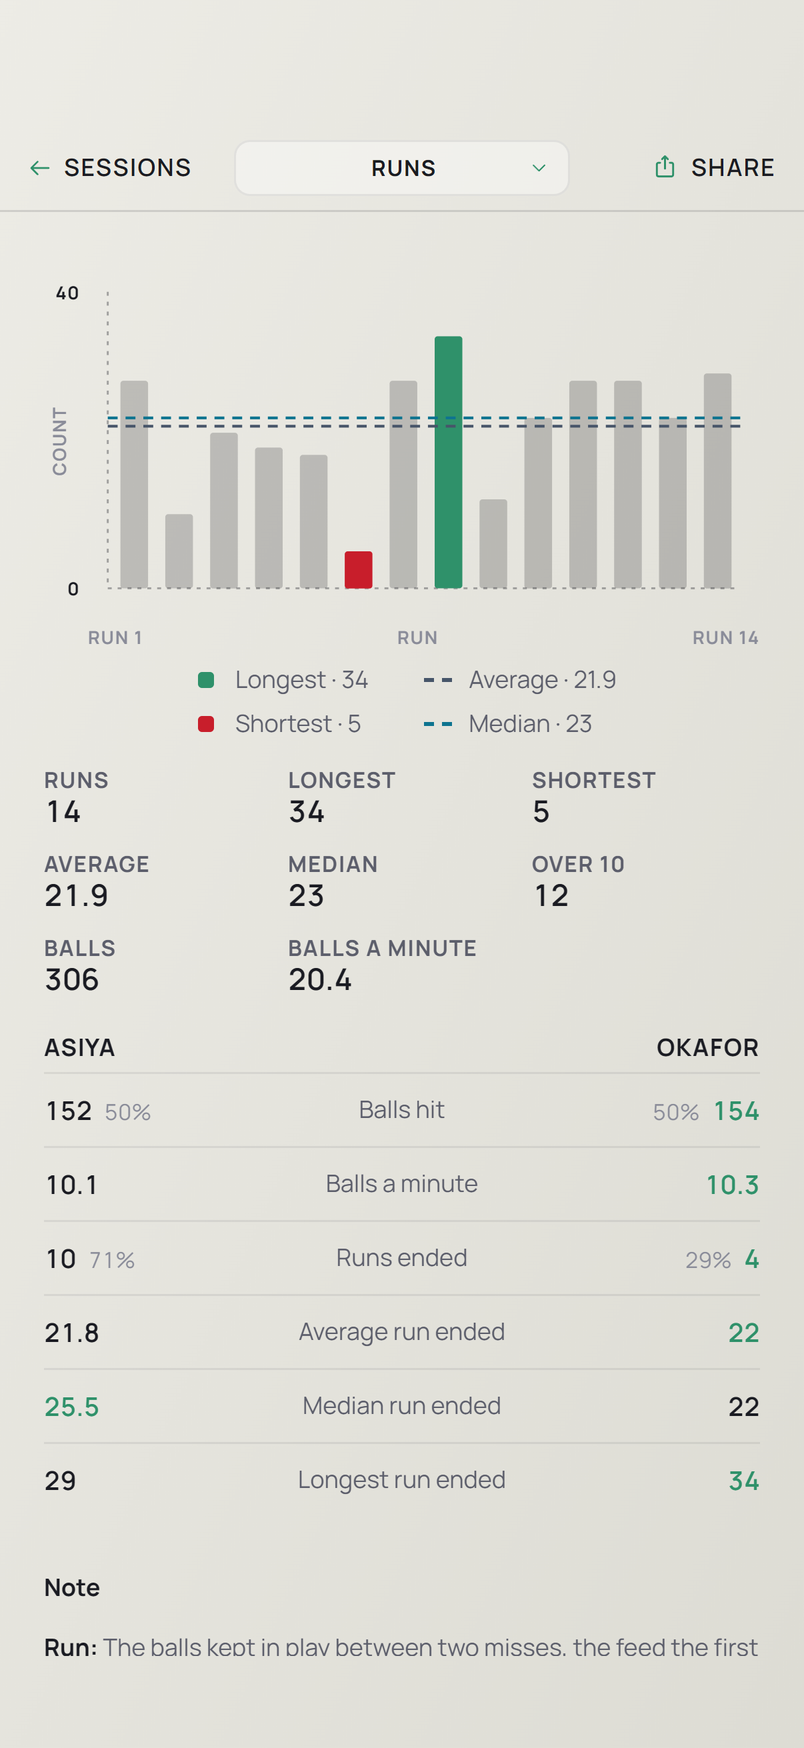 SESSIONS
RUNS
SHARE
40
COUNT
0
RUN 1
RUN
RUN 14
Longest · 34
Average · 21.9
Shortest · 5
Median · 23
RUNS
LONGEST
SHORTEST
14
34
5
AVERAGE
MEDIAN
OVER 10
21.9
23
12
BALLS
BALLS A MINUTE
306
20.4
ASIYA
OKAFOR
152 50% Balls hit 50% 154
10.1 Balls a minute 10.3
10 71% Runs ended 29% 4
21.8 Average run ended 22
25.5 Median run ended 22
29 Longest run ended 34
Note
Run: The balls kept in play between two misses, the feed the first